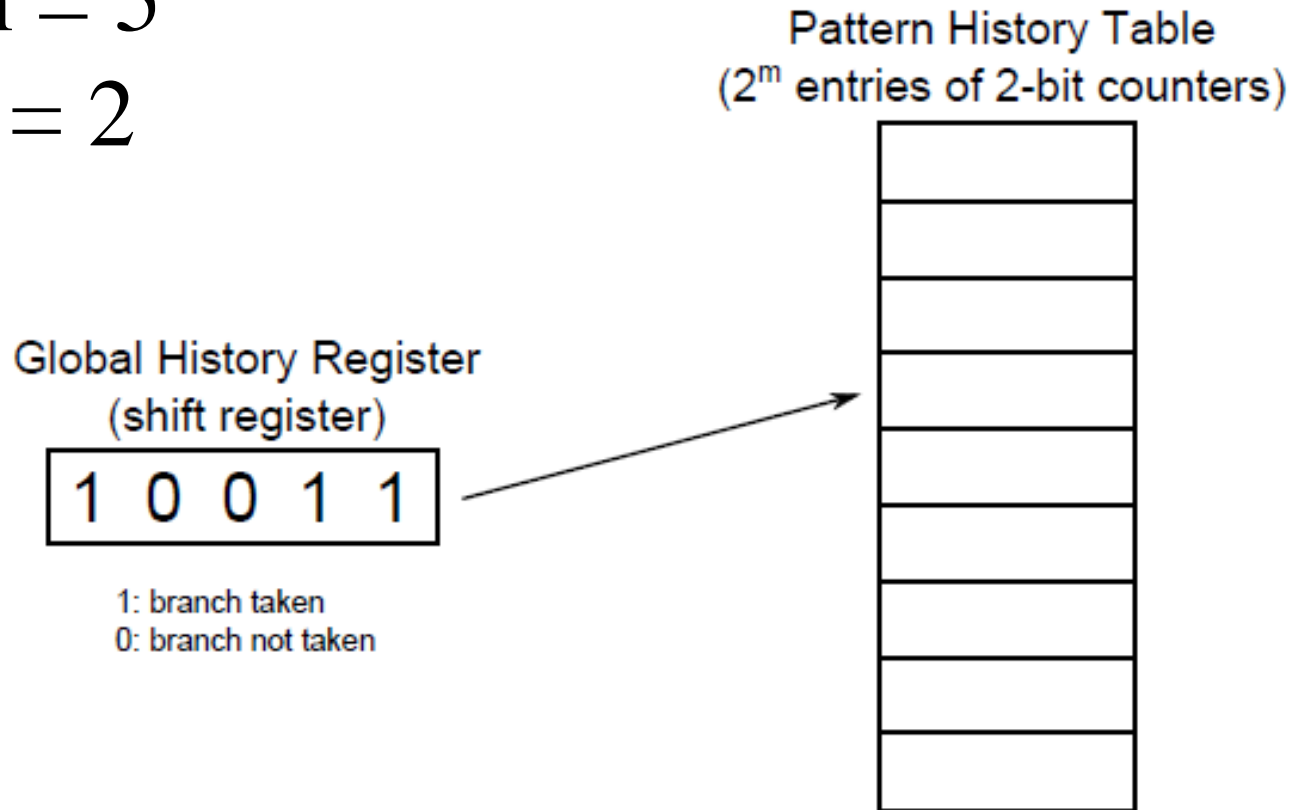 = 2
Pattern History Table
(2^m entries of 2-bit counters)
Global History Register
(shift register)
1 0 0 1 1
1: branch taken
0: branch not taken